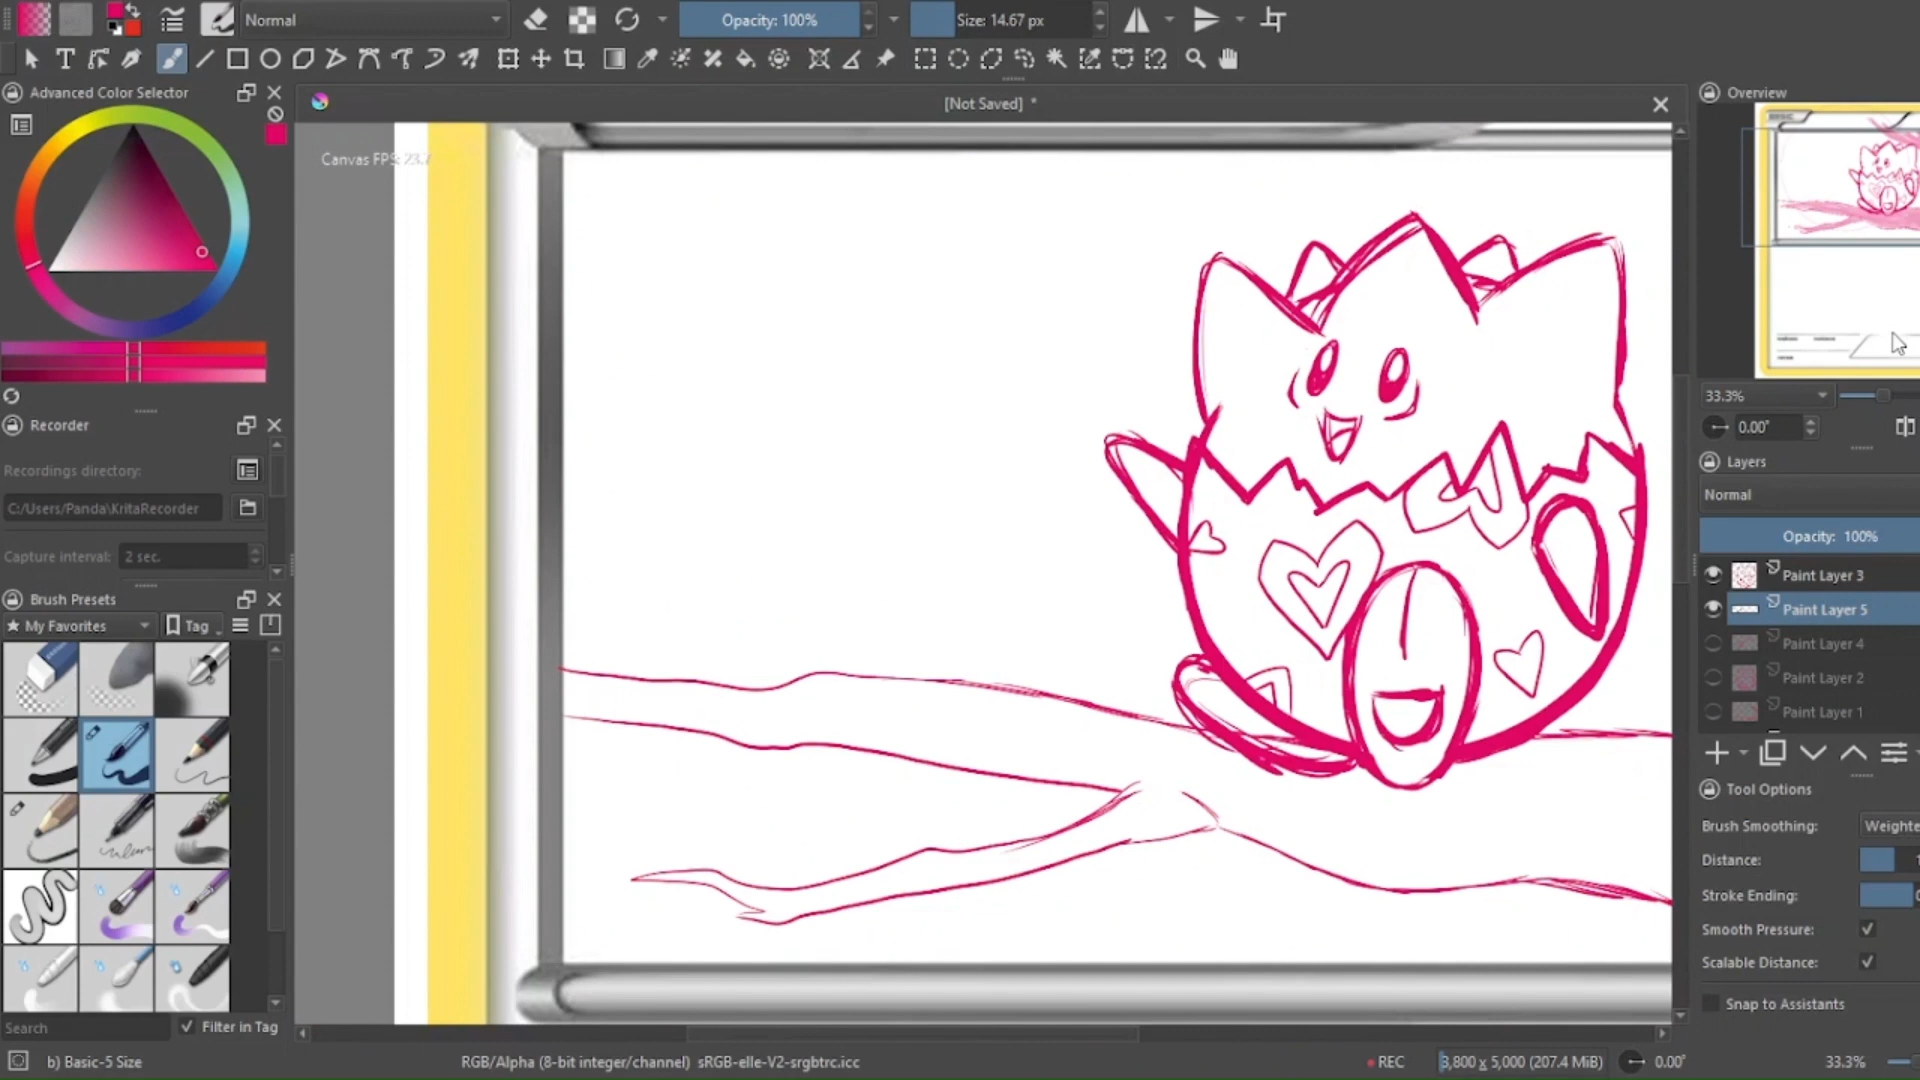 Normal
Opacity: 100%
Size: 14.67 px
Advanced Color Selector
[Not Saved] *
Overview
Canvas FPS: 23.7
BASIC
33.3%
0.00°
Recorder
Recordings directory:
C:/Users/Panda\KritaRecorder
Capture interval:
2 sec.
Layers
Normal
Opacity: 100%
Paint Layer 3
Paint Layer 5
Paint Layer 4
Paint Layer 2
Paint Layer 1
Brush Presets
★ My Favorites
Tag
Tool Options
Brush Smoothing:
Weighte
Distance:
Stroke Ending:
Smooth Pressure:
Scalable Distance:
Snap to Assistants
Search
Filter in Tag
b) Basic-5 Size
RGB/Alpha (8-bit integer/channel) sRGB-elle-V2-srgbtrc.icc
REC
3,800 x 5,000 (207.4 MiB)
0.00°
33.3%